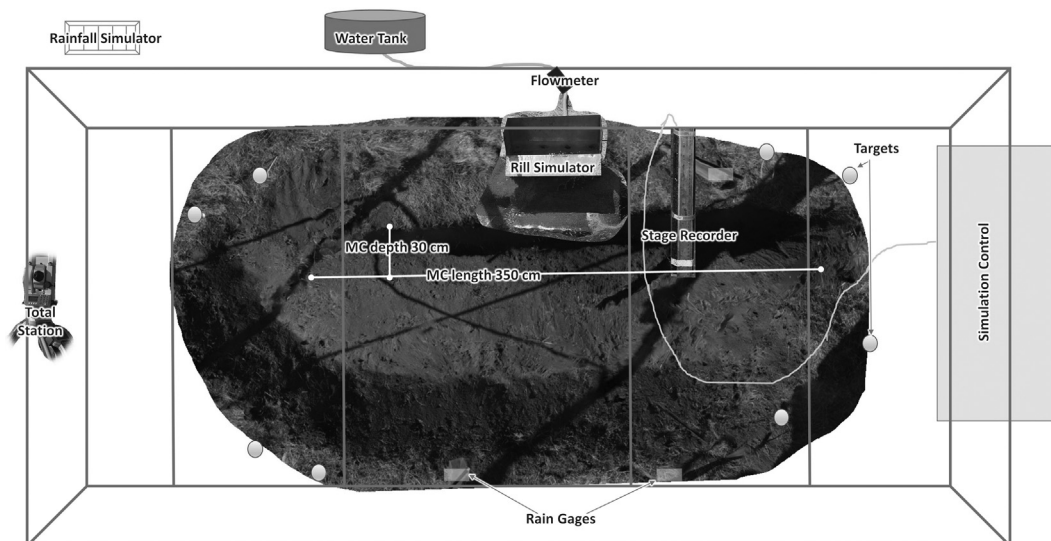 Rainfall Simulator
Water Tank
Flowmeter
Rill Simulator
Targets
Stage Recorder
MC depth 30 cm
MC length 350 cm
Simulation Control
Total
Station
Rain Gages